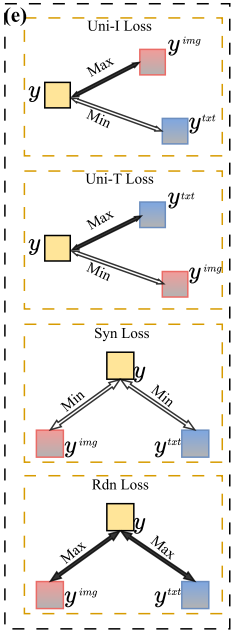 (e)
Uni-I Loss
y^{img}
Max
y
Min
y^{txt}
Uni-T Loss
y^{txt}
Max
y
Min
y^{img}
Syn Loss
y
Min Min
y^{img} y^{txt}
Rdn Loss
y
Max Max
y^{img} y^{txt}